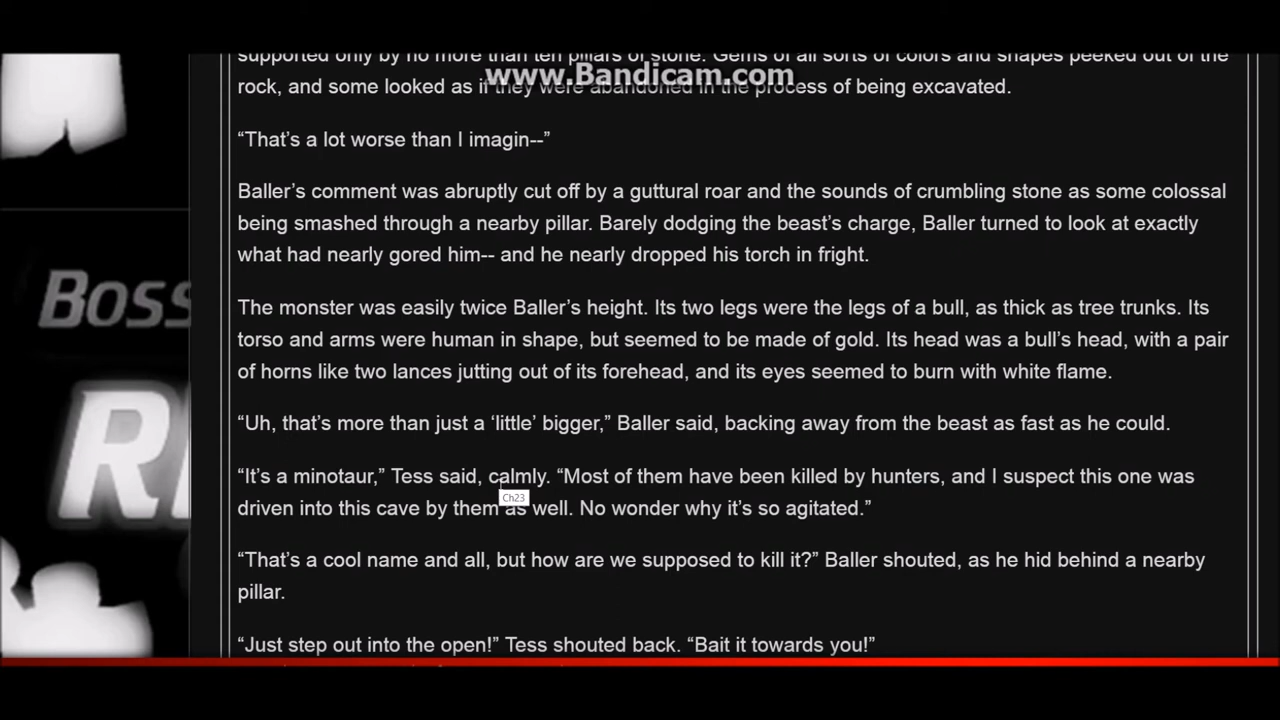 www.Bandicam.com
supported only by no more than ten pillars of stone. Gems of all sorts of colors and shapes peeked out of the
rock, and some looked as if they were abandoned in the process of being excavated.
“That’s a lot worse than I imagin--”
Baller’s comment was abruptly cut off by a guttural roar and the sounds of crumbling stone as some colossal
being smashed through a nearby pillar. Barely dodging the beast’s charge, Baller turned to look at exactly
what had nearly gored him-- and he nearly dropped his torch in fright.
The monster was easily twice Baller’s height. Its two legs were the legs of a bull, as thick as tree trunks. Its
torso and arms were human in shape, but seemed to be made of gold. Its head was a bull’s head, with a pair
of horns like two lances jutting out of its forehead, and its eyes seemed to burn with white flame.
“Uh, that’s more than just a ‘little’ bigger,” Baller said, backing away from the beast as fast as he could.
“It’s a minotaur,” Tess said, calmly. “Most of them have been killed by hunters, and I suspect this one was
Ch23
driven into this cave by them as well. No wonder why it’s so agitated.”
“That’s a cool name and all, but how are we supposed to kill it?” Baller shouted, as he hid behind a nearby
pillar.
“Just step out into the open!” Tess shouted back. “Bait it towards you!”
Boss